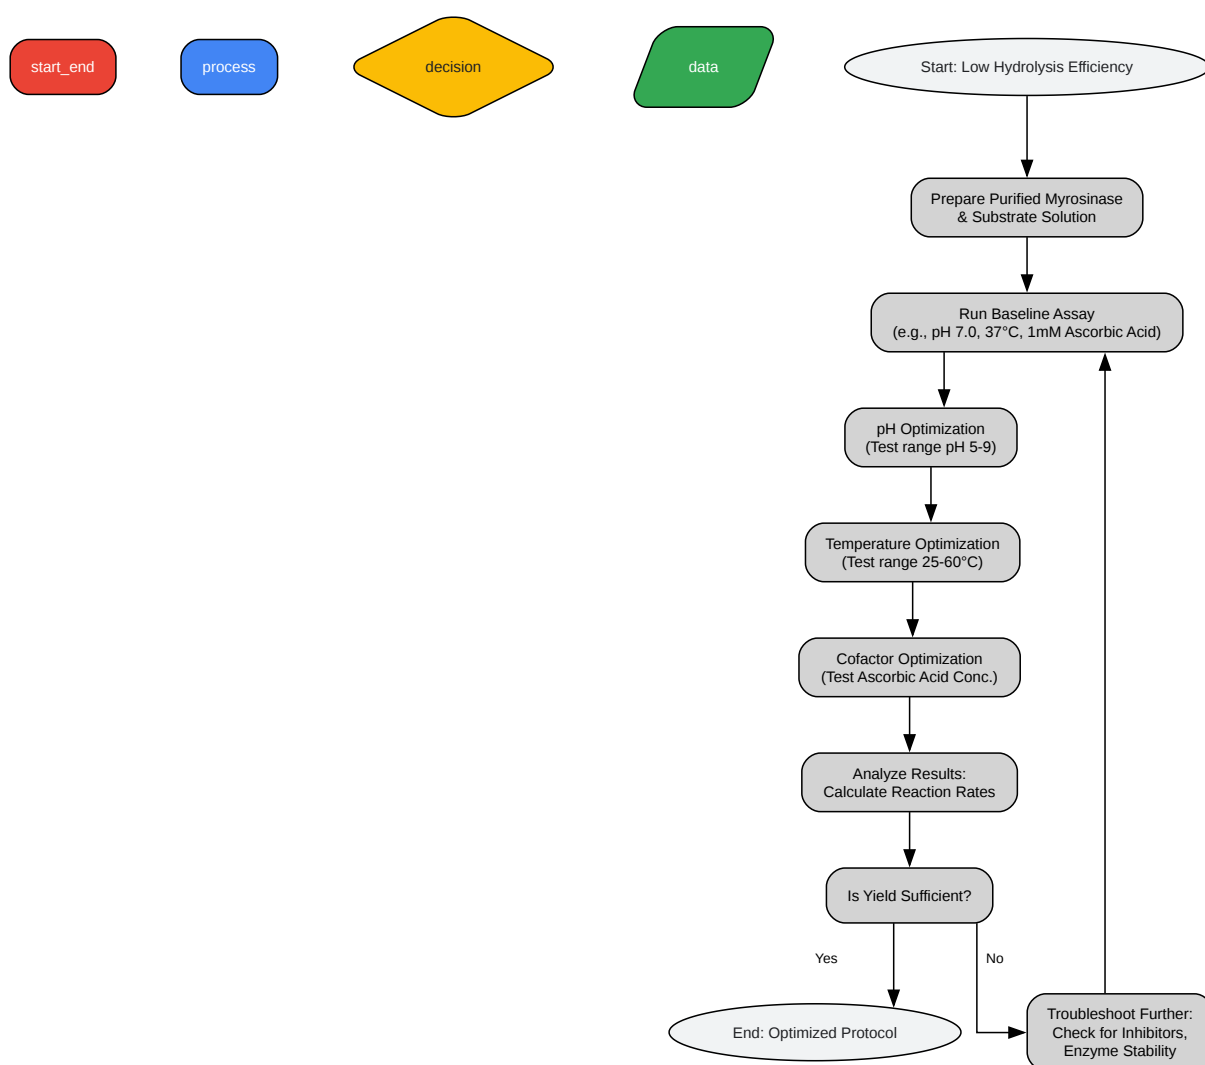 start_end
process
decision
data
Start: Low Hydrolysis Efficiency
Prepare Purified Myrosinase
& Substrate Solution
Run Baseline Assay
(e.g., pH 7.0, 37°C, 1mM Ascorbic Acid)
pH Optimization
(Test range pH 5-9)
Temperature Optimization
(Test range 25-60°C)
Cofactor Optimization
(Test Ascorbic Acid Conc.)
Analyze Results:
Calculate Reaction Rates
Is Yield Sufficient?
Yes
No
End: Optimized Protocol
Troubleshoot Further:
Check for Inhibitors,
Enzyme Stability